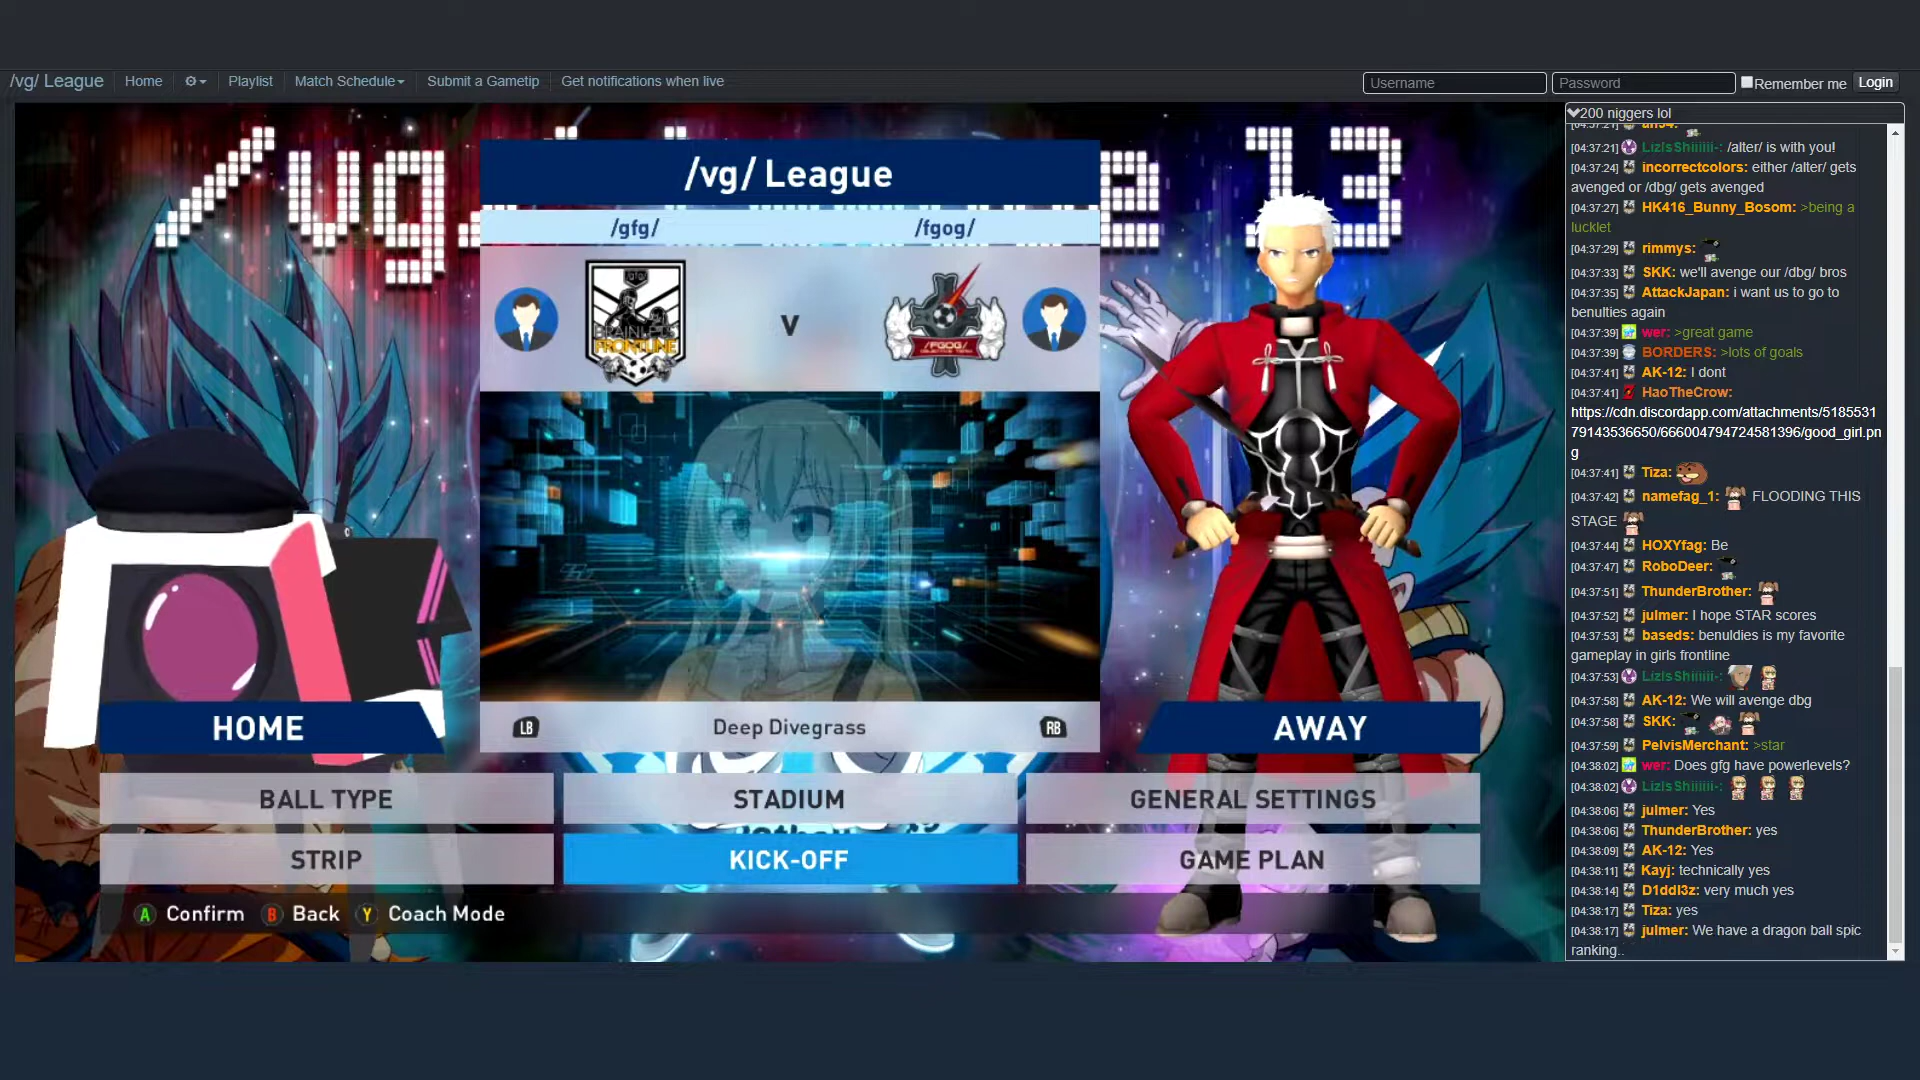 /vg/ League
Home
Playlist
Match Schedule
Submit a Gametip
Get notifications when live
Username
Password
Remember me
Login
/vg/ League
/gfg/
/fgog/
BRAINLETS
FRONTLINE
V
/FGOG/
13
HOME
LB
Deep Divegrass
RB
AWAY
BALL TYPE
STADIUM
GENERAL SETTINGS
STRIP
KICK-OFF
GAME PLAN
A Confirm
B Back
Y Coach Mode
200 niggers lol
[04:37:21] LizIsShiiiiii-: /alter/ is with you!
[04:37:24] incorrectcolors: either /alter/ gets
avenged or /dbg/ gets avenged
[04:37:27] HK416_Bunny_Bosom: >being a
lucklet
[04:37:29] rimmys:
[04:37:33] SKK: we'll avenge our /dbg/ bros
[04:37:35] AttackJapan: i want us to go to
benulties again
[04:37:39] wer: >great game
[04:37:39] BORDERS: >lots of goals
[04:37:41] AK-12: I dont
[04:37:41] HaoTheCrow:
https://cdn.discordapp.com/attachments/5185531
79143536650/666004794724581396/good_girl.pn
g
[04:37:41] Tiza:
[04:37:42] namefag_1: FLOODING THIS
STAGE
[04:37:44] HOXYfag: Be
[04:37:47] RoboDeer:
[04:37:51] ThunderBrother:
[04:37:52] julmer: I hope STAR scores
[04:37:53] baseds: benuldies is my favorite
gameplay in girls frontline
[04:37:53] LizIsShiiiiii-:
[04:37:58] AK-12: We will avenge dbg
[04:37:58] SKK:
[04:37:59] PelvisMerchant: >star
[04:38:02] wer: Does gfg have powerlevels?
[04:38:02] LizIsShiiiiii-:
[04:38:06] julmer: Yes
[04:38:06] ThunderBrother: yes
[04:38:09] AK-12: Yes
[04:38:11] Kayj: technically yes
[04:38:14] D1ddl3z: very much yes
[04:38:17] Tiza: yes
[04:38:17] julmer: We have a dragon ball spic
ranking..